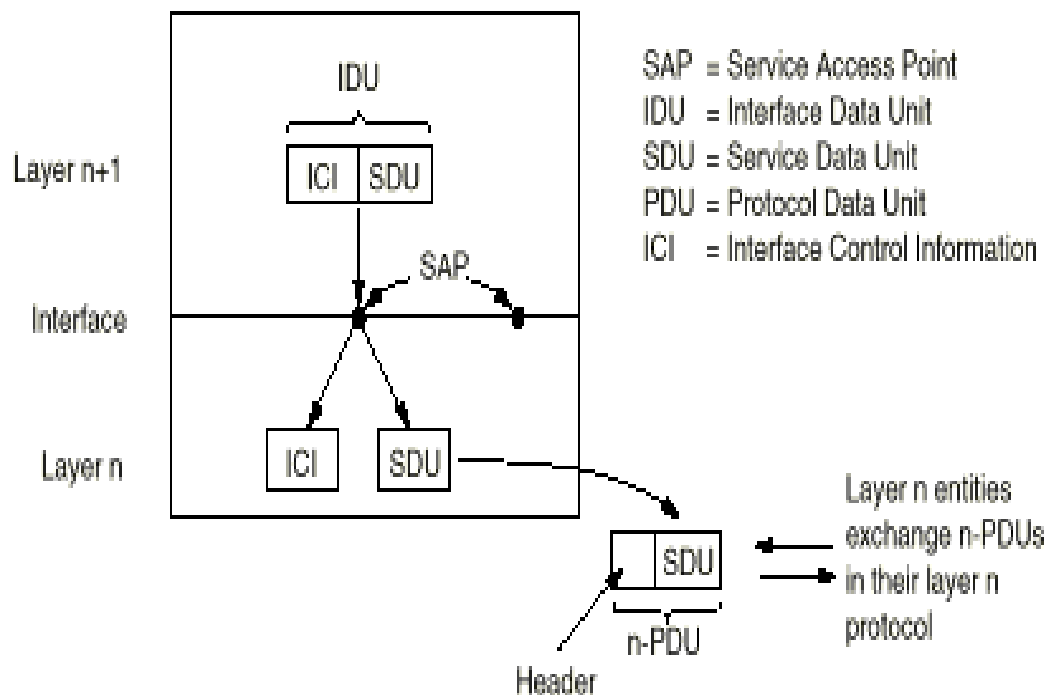 IDU
Layer n+1
ICI
SDU
SAP
Interface
Layer n
ICI
SDU
SAP = Service Access Point
IDU = Interface Data Unit
SDU = Service Data Unit
PDU = Protocol Data Unit
ICI = Interface Control Information
SDU
n-PDU
Header
Layer n entities
exchange n-PDUs
in their layer n
protocol